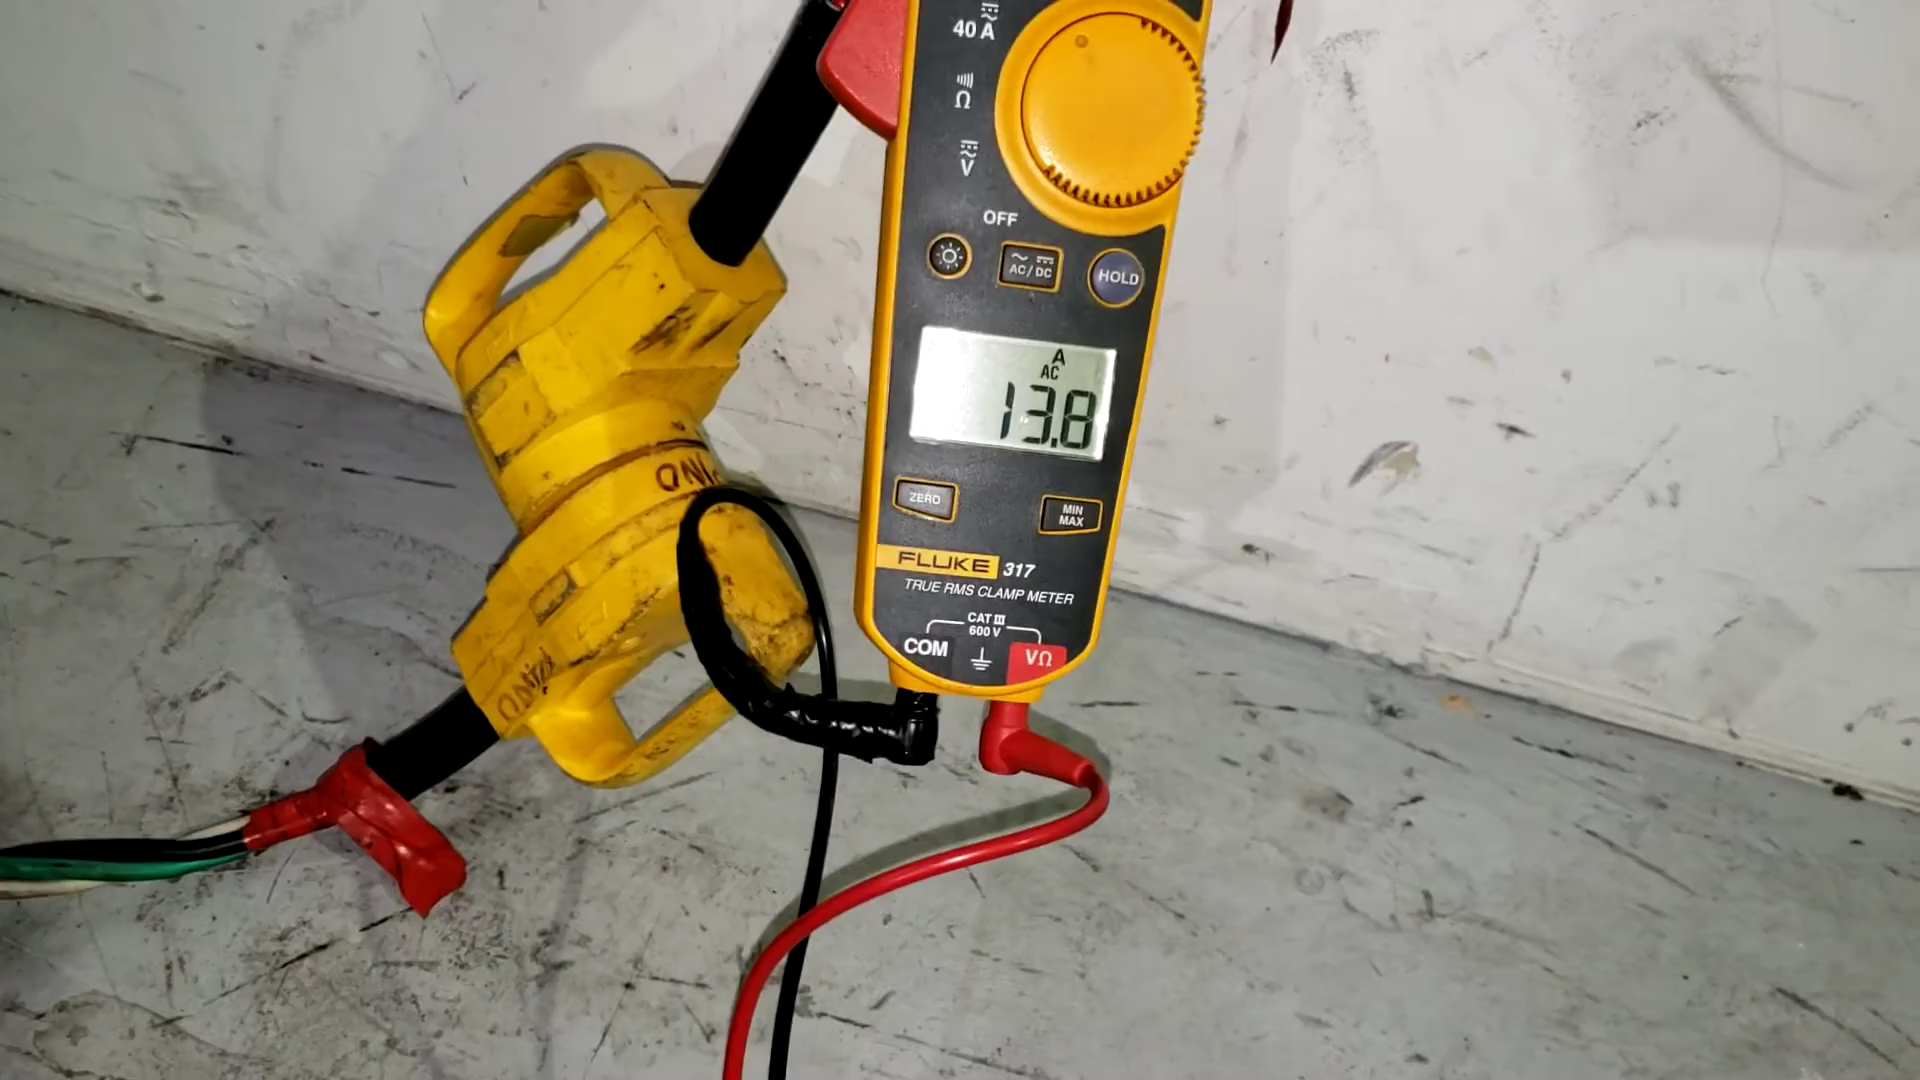 40 A
Ω
V
OFF
AC/DC
HOLD
A
AC
13.8
ZERO
MIN
MAX
FLUKE 317
TRUE RMS CLAMP METER
CAT III
600 V
COM
VΩ